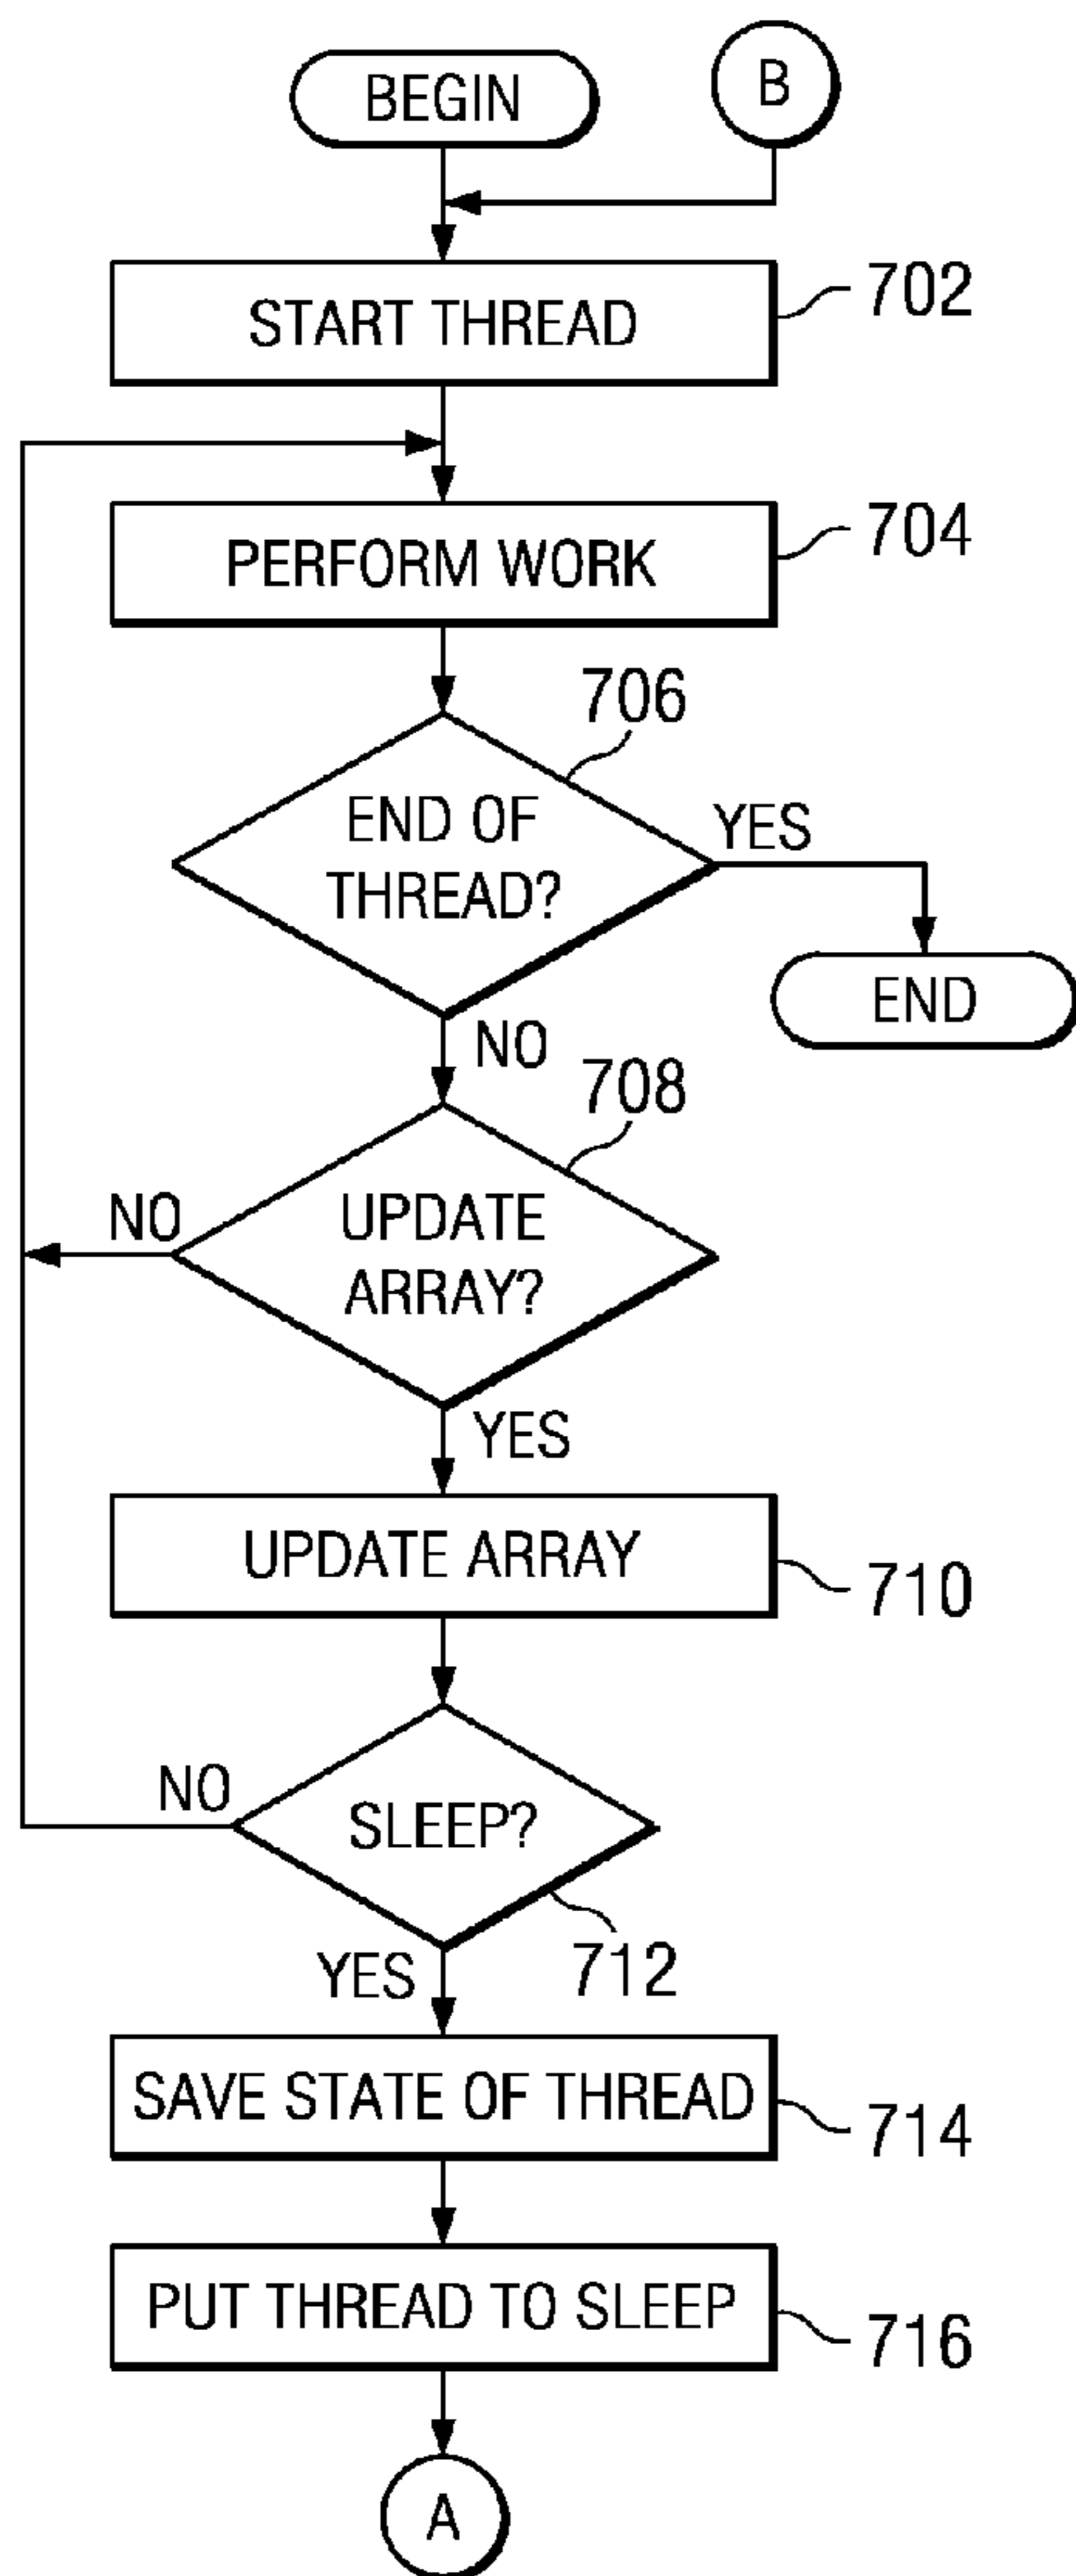 BEGIN
B
START THREAD
702
PERFORM WORK
704
706
END OF
THREAD?
YES
END
NO
708
NO
UPDATE
ARRAY?
YES
UPDATE ARRAY
710
NO
SLEEP?
YES
712
SAVE STATE OF THREAD
714
PUT THREAD TO SLEEP
716
A